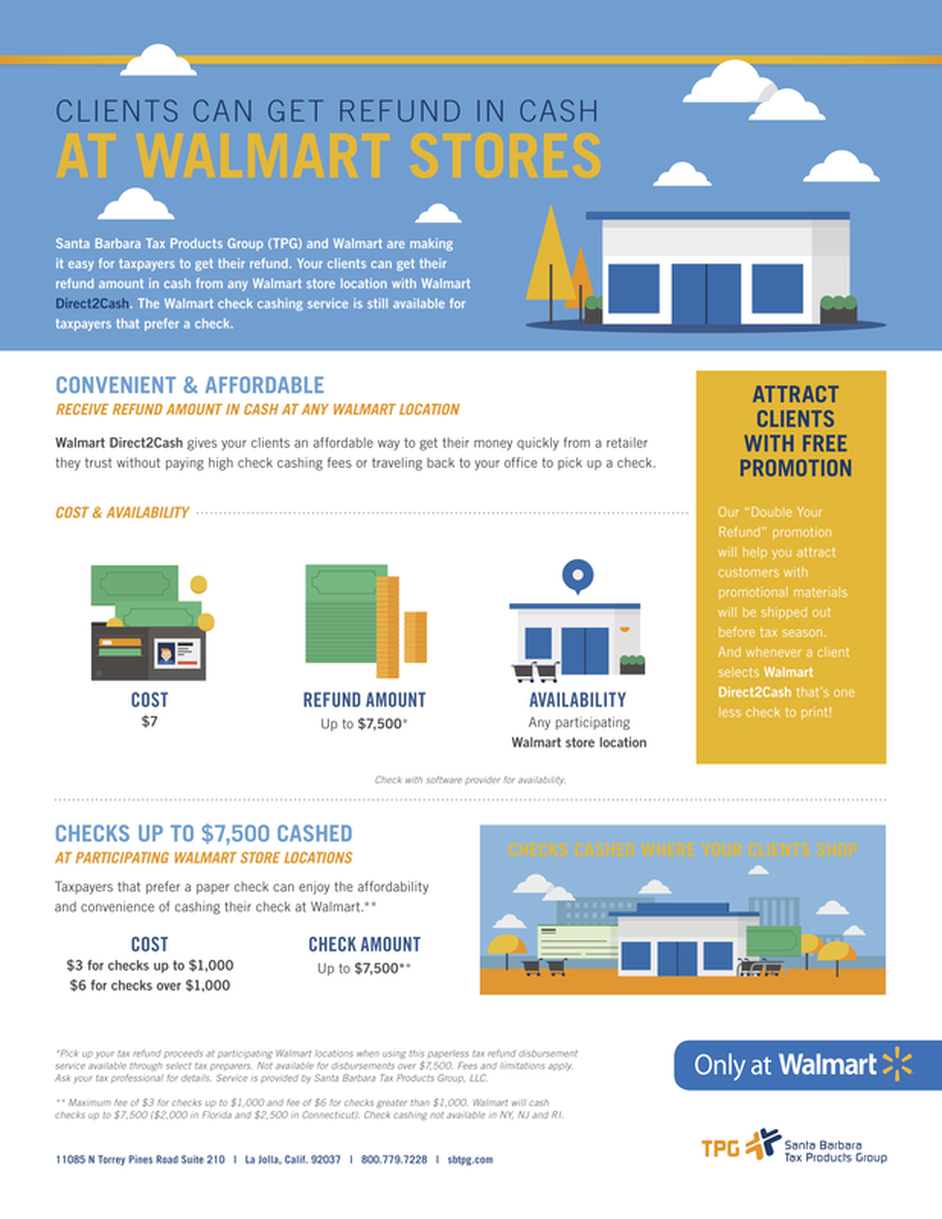 CLIENTS CAN GET REFUND IN CASH
AT WALMART STORES
Santa Barbara Tax Products Group (TPG) and Walmart are making
it easy for taxpayers to get their refund. Your clients can get their
refund amount in cash from any Walmart store location with Walmart
Direct2Cash. The Walmart check cashing service is still available for
taxpayers that prefer a check.
CONVENIENT & AFFORDABLE
RECEIVE REFUND AMOUNT IN CASH AT ANY WALMART LOCATION
Walmart Direct2Cash gives your clients an affordable way to get their money quickly from a retailer
they trust without paying high check cashing fees or traveling back to your office to pick up a check.
COST & AVAILABILITY
COST
$7
REFUND AMOUNT
Up to $7,500*
AVAILABILITY
Any participating
Walmart store location
Check with software provider for availability.
ATTRACT
CLIENTS
WITH FREE
PROMOTION
Our “Double Your
Refund” promotion
will help you attract
customers with
promotional materials
will be shipped out
before tax season.
And whenever a client
selects Walmart
Direct2Cash that’s one
less check to print!
CHECKS UP TO $7,500 CASHED
AT PARTICIPATING WALMART STORE LOCATIONS
Taxpayers that prefer a paper check can enjoy the affordability
and convenience of cashing their check at Walmart.**
COST
$3 for checks up to $1,000
$6 for checks over $1,000
CHECK AMOUNT
Up to $7,500**
CHECKS CASHED WHERE YOUR CLIENTS SHOP
*Pick up your tax refund proceeds at participating Walmart locations when using this paperless tax refund disbursement
service available through select tax preparers. Not available for disbursements over $7,500. Fees and limitations apply.
Ask your tax professional for details. Service is provided by Santa Barbara Tax Products Group, LLC.
** Maximum fee of $3 for checks up to $1,000 and fee of $6 for checks greater than $1,000. Walmart will cash
checks up to $7,500 ($2,000 in Florida and $2,500 in Connecticut). Check cashing not available in NY, NJ and RI.
11085 N Torrey Pines Road Suite 210 | La Jolla, Calif. 92037 | 800.779.7228 | sbtpg.com
Only at Walmart
TPG Santa Barbara
Tax Products Group